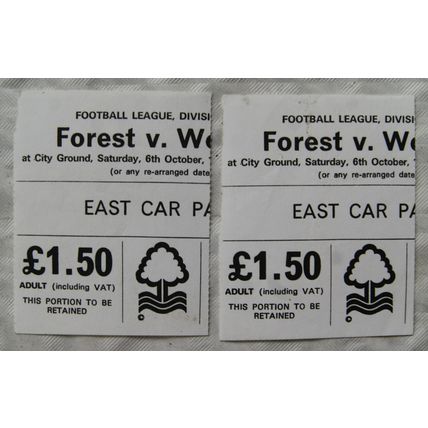 FOOTBALL LEAGUE, DIVISI
Forest v. We
at City Ground, Saturday, 6th October,
(or any re-arranged date
EAST CAR PA
£1.50
ADULT (including VAT)
THIS PORTION TO BE
RETAINED
©
FOOTBALL LEAGUE, DIVISI
Forest v. We
at City Ground, Saturday, 6th October,
(or any re-arranged date
EAST CAR PA
£1.50
ADULT (including VAT)
THIS PORTION TO BE
RETAINED
©